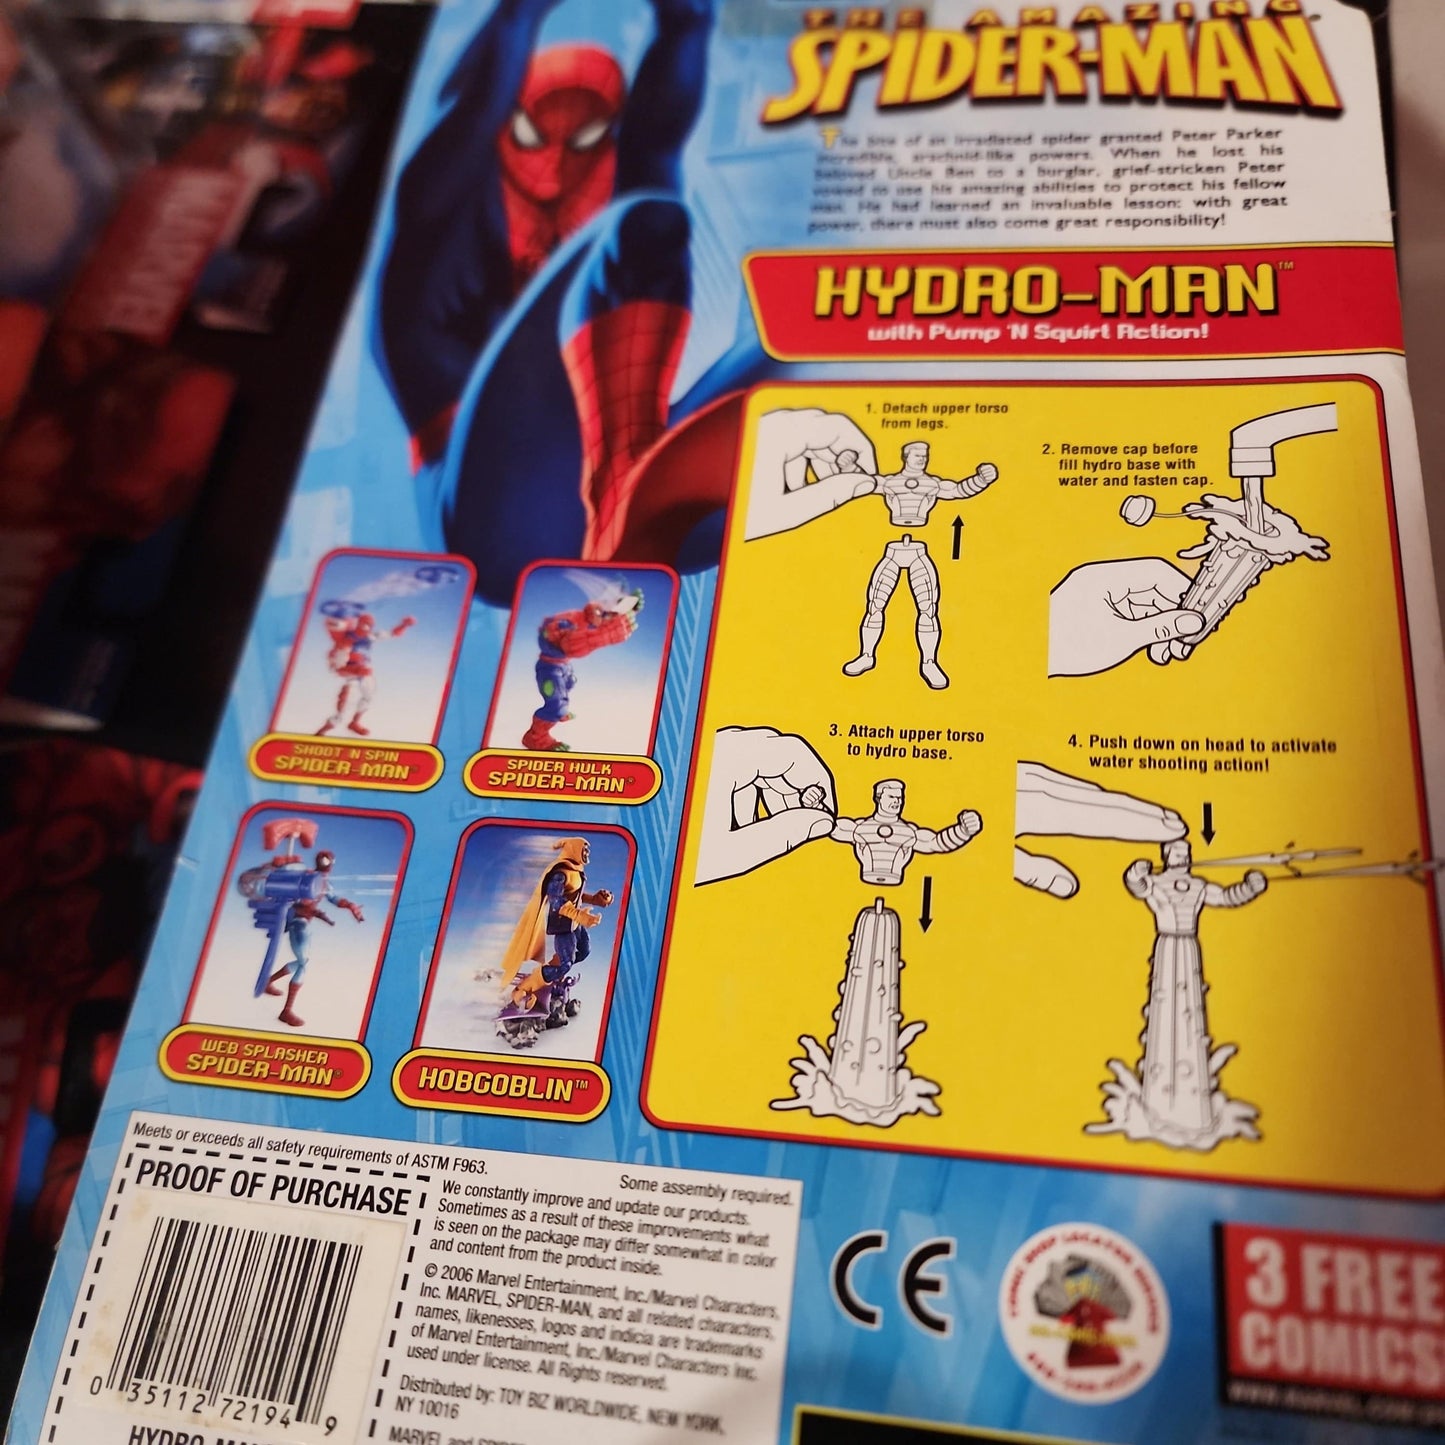 THE AMAZING
SPIDER-MAN
The bite of an irradiated spider granted Peter Parker
incredible, arachnid-like powers. When he lost his
beloved Uncle Ben to a burglar, grief-stricken Peter
vowed to use his amazing abilities to protect his fellow
man. He had learned an invaluable lesson: with great
power, there must also come great responsibility!
HYDRO-MAN™
with Pump 'N Squirt Action!
1. Detach upper torso
from legs.
2. Remove cap before
fill hydro base with
water and fasten cap.
3. Attach upper torso
to hydro base.
4. Push down on head to activate
water shooting action!
SHOOT 'N SPIN
SPIDER-MAN®
SPIDER HULK
SPIDER-MAN®
WEB SPLASHER
SPIDER-MAN®
HOBGOBLIN™
Meets or exceeds all safety requirements of ASTM F963.
Some assembly required.
PROOF OF PURCHASE
We constantly improve and update our products.
Sometimes as a result of these improvements what
is seen on the package may differ somewhat in color
and content from the product inside.
© 2006 Marvel Entertainment, Inc./Marvel Characters,
Inc. MARVEL, SPIDER-MAN, and all related characters,
names, likenesses, logos and indicia are trademarks
of Marvel Entertainment, Inc./Marvel Characters Inc.
used under license. All Rights reserved.
Distributed by: TOY BIZ WORLDWIDE, NEW YORK,
NY 10016
MARVEL and
0 35112 72194 9
HYDRO-MAN
CE
3 FREE
COMICS
MARVEL